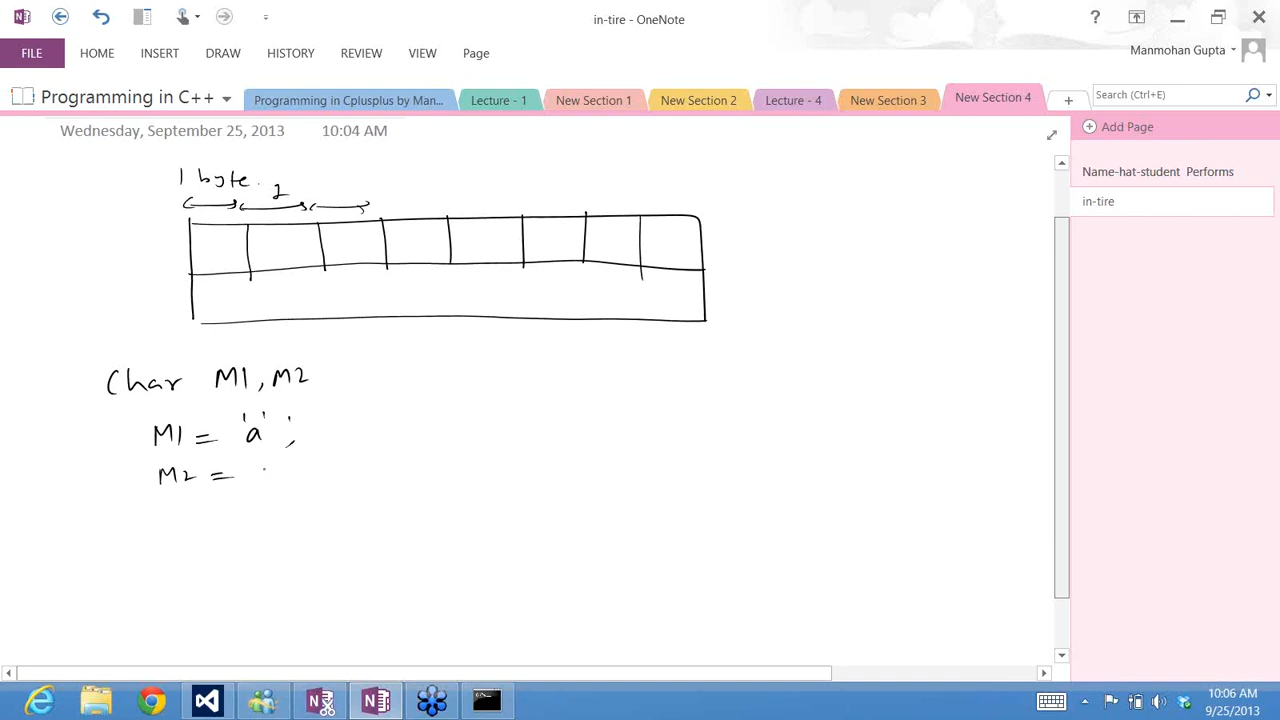 in-tire - OneNote
?
Manmohan Gupta
FILE HOME INSERT DRAW HISTORY REVIEW VIEW Page
Programming in C++
Programming in Cplusplus by Man...
Lecture - 1
New Section 1
New Section 2
Lecture - 4
New Section 3
New Section 4
Search (Ctrl+E)
Wednesday, September 25, 2013 10:04 AM
Add Page
Name-hat-student Performs
in-tire
1 byte.
Char M1, M2
M1 = 'a' ;
M2 =
10:06 AM
9/25/2013